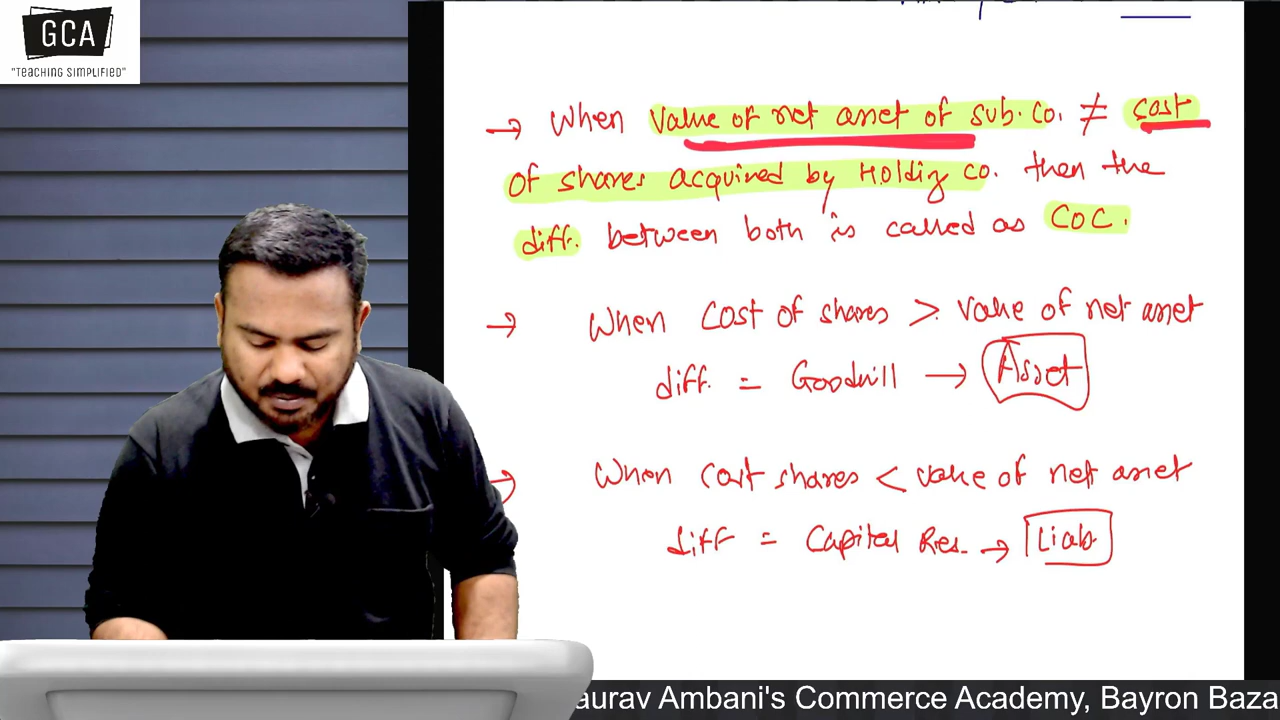 GCA
"TEACHING SIMPLIFIED"
→ When value of net asset of sub. co. ≠ cost
of shares acquired by Holding co. then the
diff. between both is called as COC.
→ When cost of shares > value of net asset
diff. = Goodwill → Asset
→ When cost shares < value of net asset
diff = Capital Res. → Liab
aurav Ambani's Commerce Academy, Bayron Baza